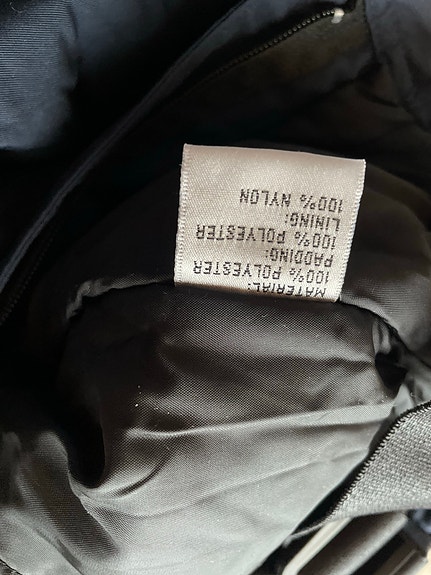 MATERIAL:
100% POLYESTER
PADDING:
100% POLYESTER
LINING:
100% NYLON